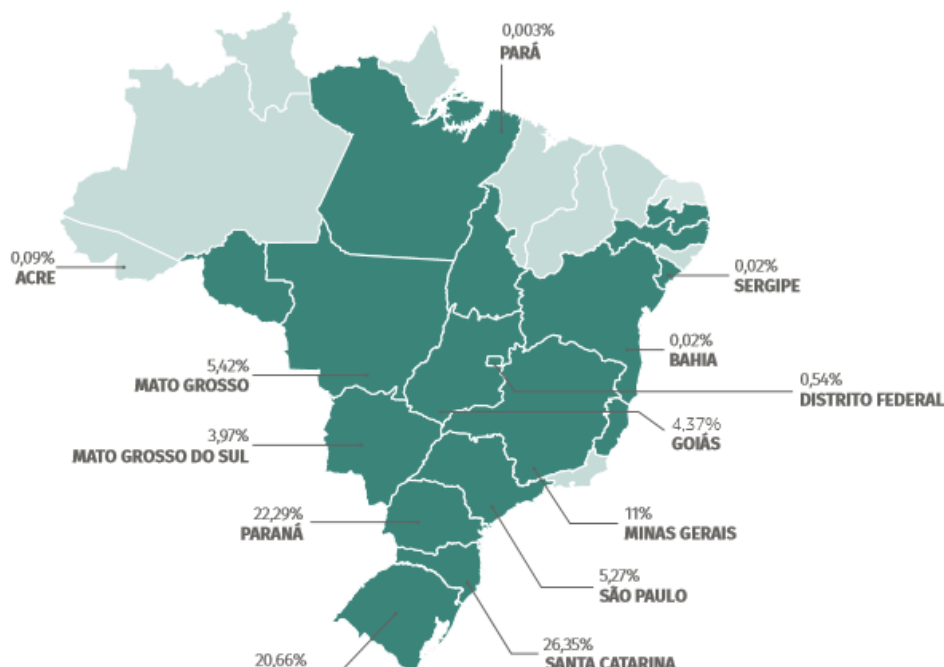 0,003%
PARÁ
0,09%
ACRE
0,02%
SERGIPE
0,02%
BAHIA
5,42%
MATO GROSSO
0,54%
DISTRITO FEDERAL
4,37%
GOIÁS
3,97%
MATO GROSSO DO SUL
22,29%
PARANÁ
11%
MINAS GERAIS
5,27%
SÃO PAULO
26,35%
SANTA CATARINA
20,66%